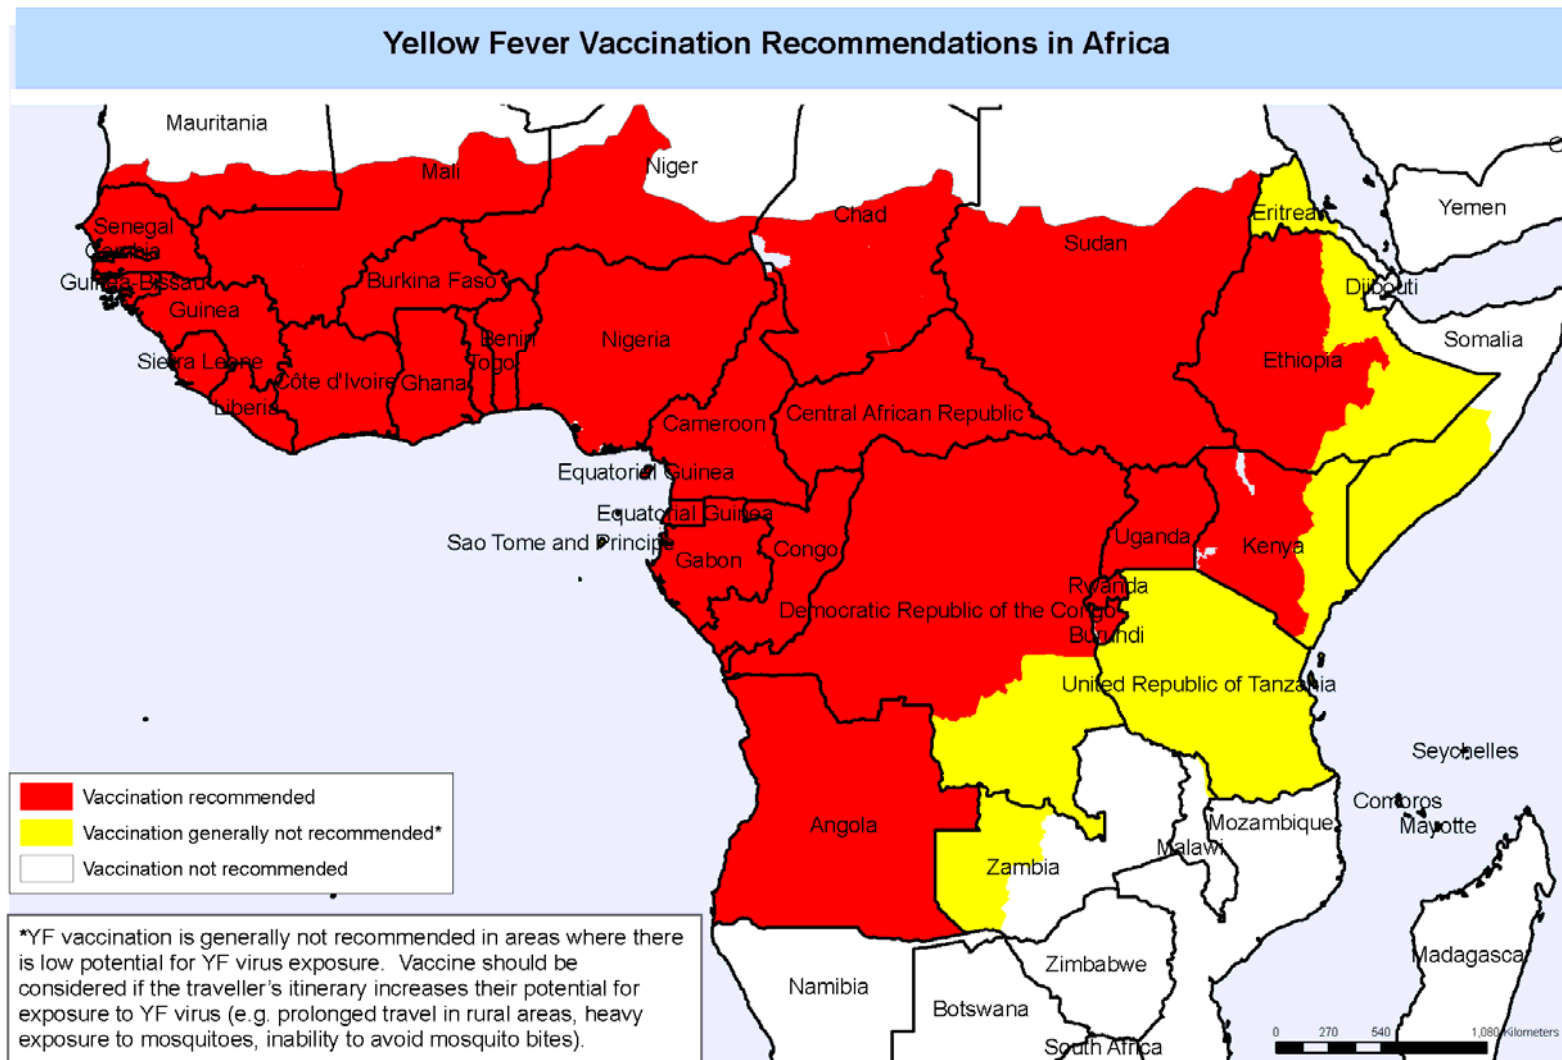 Yellow Fever Vaccination Recommendations in Africa
Mauritania
Mali
Niger
Chad
Sudan
Eritrea
Yemen
Senegal
Gambia
Guinea-Bissau
Guinea
Burkina Faso
Benin
Togo
Nigeria
Djibouti
Somalia
Ethiopia
Sierra Leone
Liberia
Côte d'Ivoire
Ghana
Cameroon
Central African Republic
Equatorial Guinea
Equatorial Guinea
Sao Tome and Principe
Gabon
Congo
Uganda
Kenya
Rwanda
Democratic Republic of the Congo
Burundi
United Republic of Tanzania
Seychelles
Comoros
Mayotte
Mozambique
Malawi
Angola
Zambia
Zimbabwe
Madagascar
Namibia
Botswana
South Africa
Vaccination recommended
Vaccination generally not recommended*
Vaccination not recommended
*YF vaccination is generally not recommended in areas where there
is low potential for YF virus exposure. Vaccine should be
considered if the traveller's itinerary increases their potential for
exposure to YF virus (e.g. prolonged travel in rural areas, heavy
exposure to mosquitoes, inability to avoid mosquito bites).
0 270 540 1,080 Kilometers